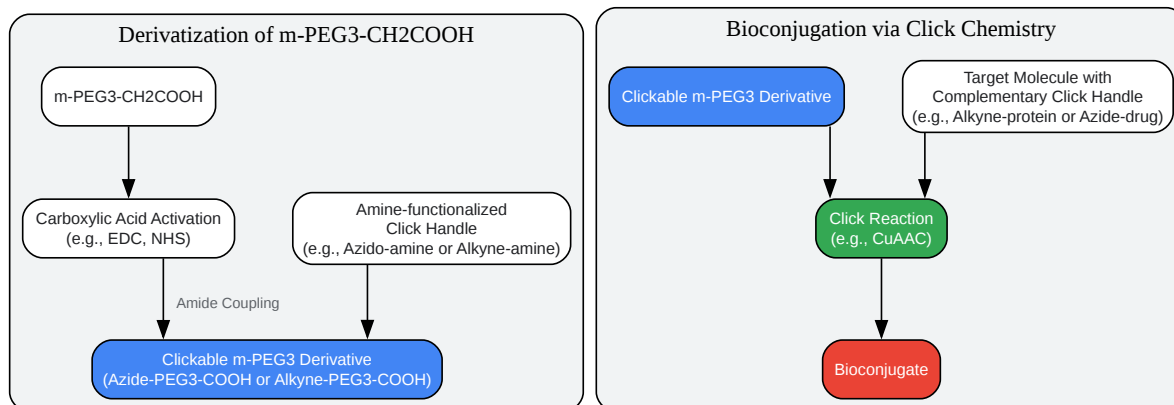 Derivatization of m-PEG3-CH2COOH
m-PEG3-CH2COOH
Carboxylic Acid Activation
(e.g., EDC, NHS)
Amine-functionalized
Click Handle
(e.g., Azido-amine or Alkyne-amine)
Amide Coupling
Clickable m-PEG3 Derivative
(Azide-PEG3-COOH or Alkyne-PEG3-COOH)
Bioconjugation via Click Chemistry
Clickable m-PEG3 Derivative
Target Molecule with
Complementary Click Handle
(e.g., Alkyne-protein or Azide-drug)
Click Reaction
(e.g., CuAAC)
Bioconjugate